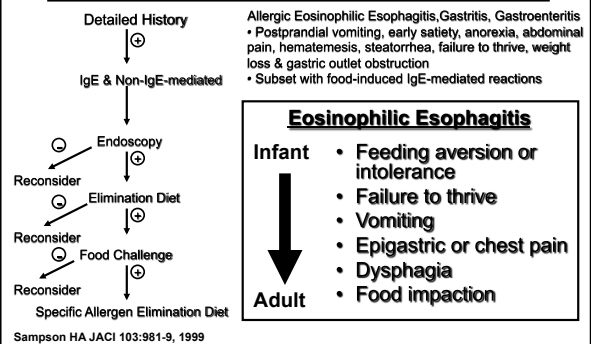 Detailed History
+
IgE & Non-IgE-mediated
Endoscopy
-
+
Reconsider
Elimination Diet
-
+
Reconsider
Food Challenge
-
+
Reconsider
Specific Allergen Elimination Diet
Allergic Eosinophilic Esophagitis,Gastritis, Gastroenteritis
• Postprandial vomiting, early satiety, anorexia, abdominal
pain, hematemesis, steatorrhea, failure to thrive, weight
loss & gastric outlet obstruction
• Subset with food-induced IgE-mediated reactions
Eosinophilic Esophagitis
Infant
• Feeding aversion or
intolerance
• Failure to thrive
• Vomiting
• Epigastric or chest pain
• Dysphagia
• Food impaction
Adult
Sampson HA JACI 103:981-9, 1999